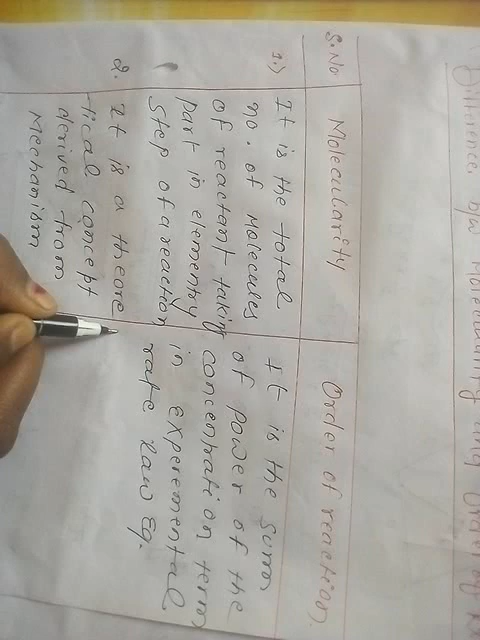 Difference b/w Molecularity and Order of
S.No Molecularity Order of reaction.
1.) It is the total
no. of Molecules
of reactant taking
part in elementry
Step of a reaction
It is the sum
of power of the
concentration term
in experemental
rate law Eq.
2. It is a theore
tical concept
derived from
Mechanism